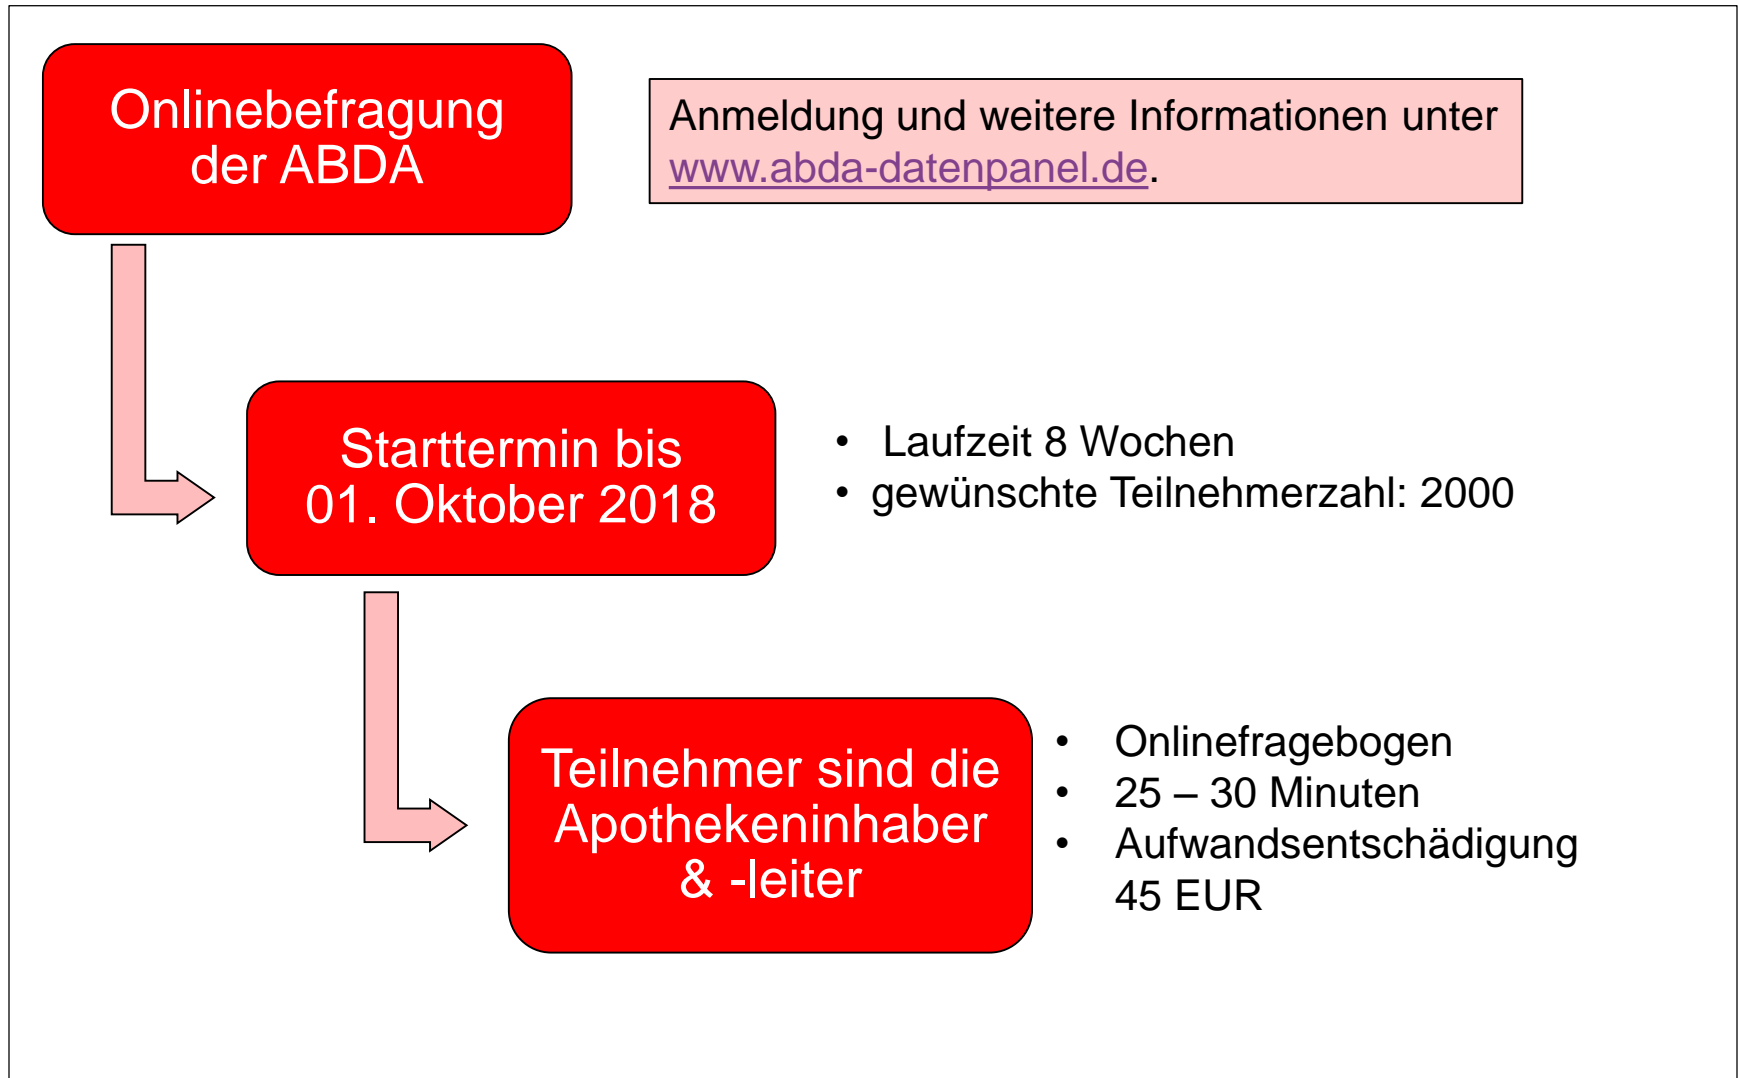 Onlinebefragung
der ABDA
Anmeldung und weitere Informationen unter
www.abda-datenpanel.de.
Starttermin bis
01. Oktober 2018
• Laufzeit 8 Wochen
• gewünschte Teilnehmerzahl: 2000
Teilnehmer sind die
Apothekeninhaber
& -leiter
• Onlinefragebogen
• 25 – 30 Minuten
• Aufwandsentschädigung
45 EUR